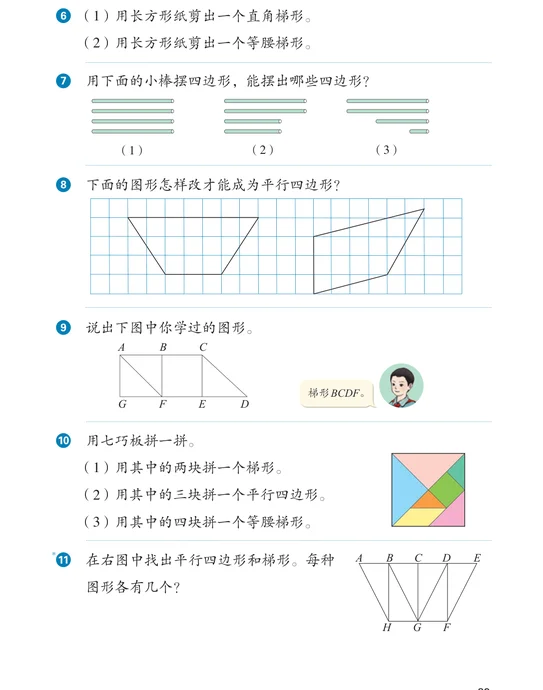 6 （1）用长方形纸剪出一个直角梯形。
（2）用长方形纸剪出一个等腰梯形。
7 用下面的小棒摆四边形，能摆出哪些四边形？
（1） （2） （3）
8 下面的图形怎样改才能成为平行四边形？
9 说出下图中你学过的图形。
A B C
G F E D
梯形BCDF。
10 用七巧板拼一拼。
（1）用其中的两块拼一个梯形。
（2）用其中的三块拼一个平行四边形。
（3）用其中的四块拼一个等腰梯形。
*11 在右图中找出平行四边形和梯形。每种
图形各有几个？
A B C D E
H G F